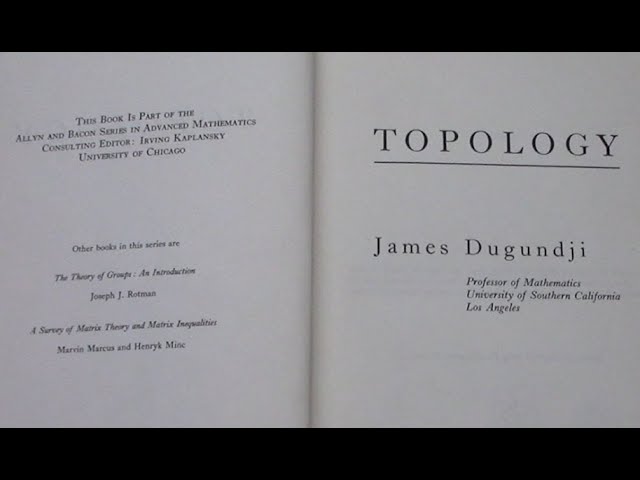 THIS BOOK IS PART OF THE
ALLYN AND BACON SERIES IN ADVANCED MATHEMATICS
CONSULTING EDITOR: IRVING KAPLANSKY
UNIVERSITY OF CHICAGO
Other books in this series are
The Theory of Groups: An Introduction
Joseph J. Rotman
A Survey of Matrix Theory and Matrix Inequalities
Marvin Marcus and Henryk Minc
TOPOLOGY
James Dugundji
Professor of Mathematics
University of Southern California
Los Angeles